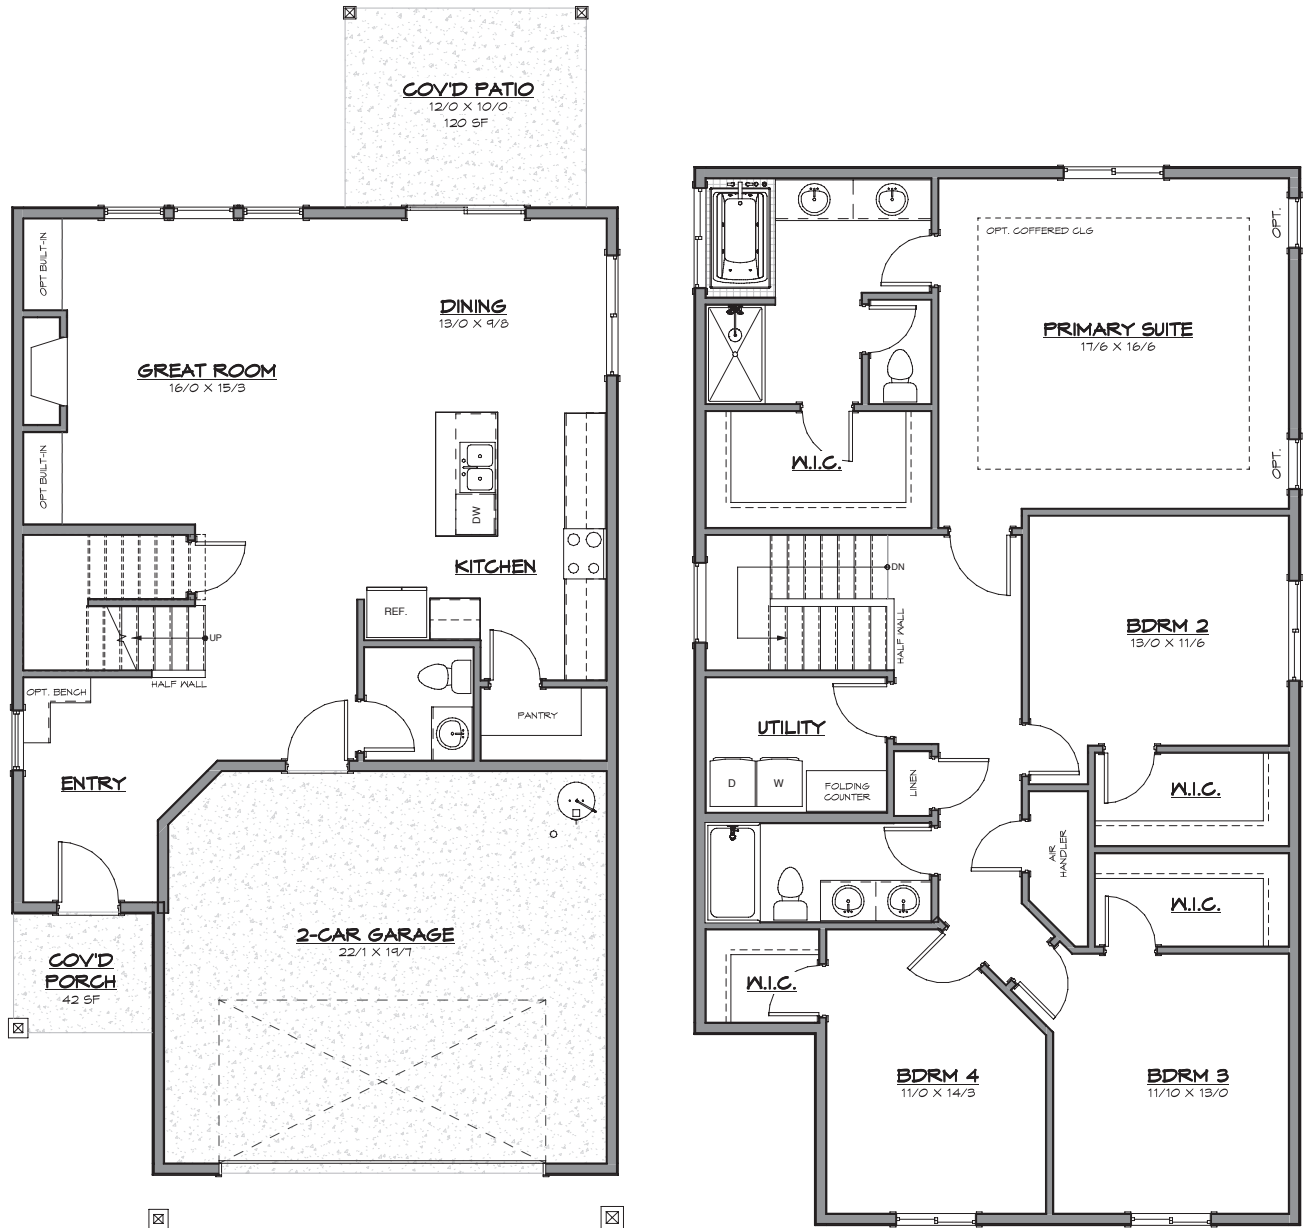 COV'D PATIO
12/0 X 10/0
120 SF
OPT BUILT-IN
DINING
13/0 X 9/8
GREAT ROOM
16/0 X 15/3
OPT BUILT-IN
DW
KITCHEN
REF.
UP
HALF WALL
OPT. BENCH
PANTRY
ENTRY
2-CAR GARAGE
22/1 X 19/7
COV'D
PORCH
42 SF
OPT. COFFERED CLG
OPT.
PRIMARY SUITE
17/6 X 16/6
OPT.
W.I.C.
DN
HALF WALL
BDRM 2
13/0 X 11/6
UTILITY
D
W
FOLDING
COUNTER
LINEN
W.I.C.
AIR
HANDLER
W.I.C.
W.I.C.
BDRM 4
11/0 X 14/3
BDRM 3
11/10 X 13/0